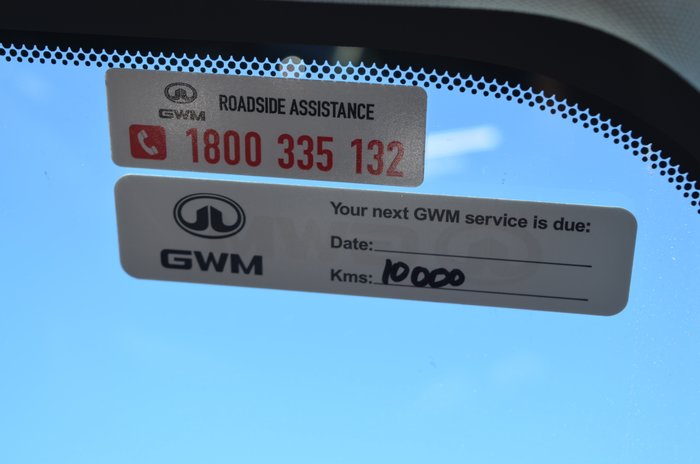 GWM
ROADSIDE ASSISTANCE
1800 335 132
GWM
Your next GWM service is due:
Date:
Kms: 10000